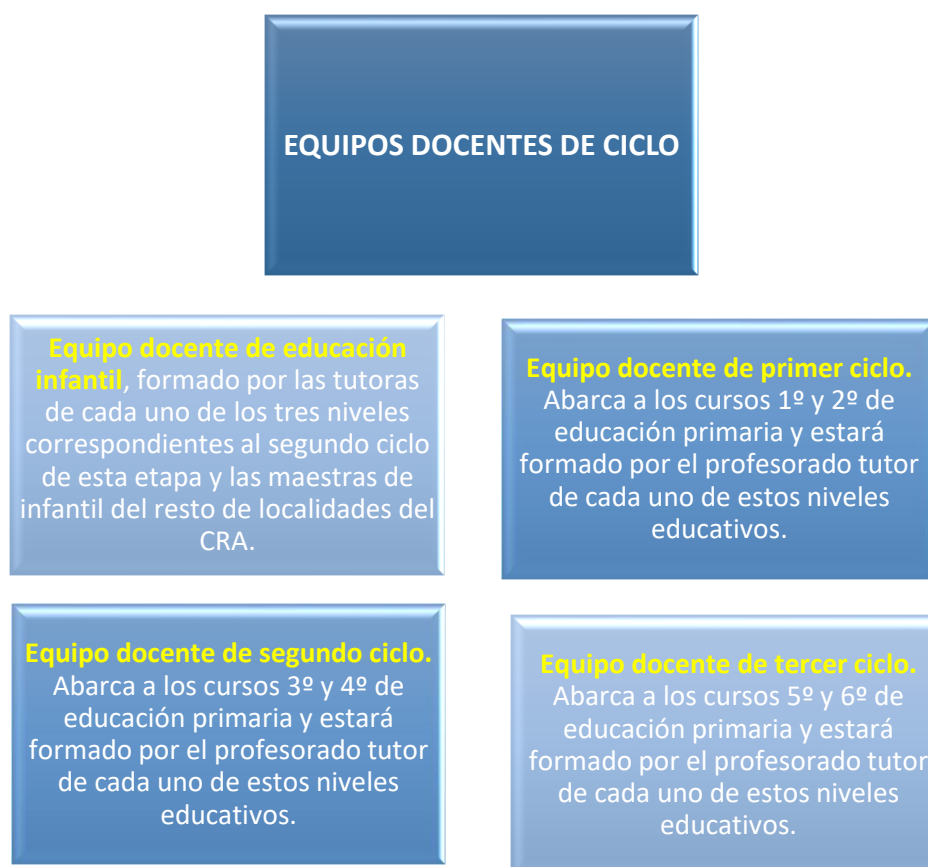 EQUIPOS DOCENTES DE CICLO
Equipo docente de educación
infantil, formado por las tutoras
de cada uno de los tres niveles
correspondientes al segundo ciclo
de esta etapa y las maestras de
infantil del resto de localidades del
CRA.
Equipo docente de primer ciclo.
Abarca a los cursos 1º y 2º de
educación primaria y estará
formado por el profesorado tutor
de cada uno de estos niveles
educativos.
Equipo docente de segundo ciclo.
Abarca a los cursos 3º y 4º de
educación primaria y estará
formado por el profesorado tutor
de cada uno de estos niveles
educativos.
Equipo docente de tercer ciclo.
Abarca a los cursos 5º y 6º de
educación primaria y estará
formado por el profesorado tutor
de cada uno de estos niveles
educativos.